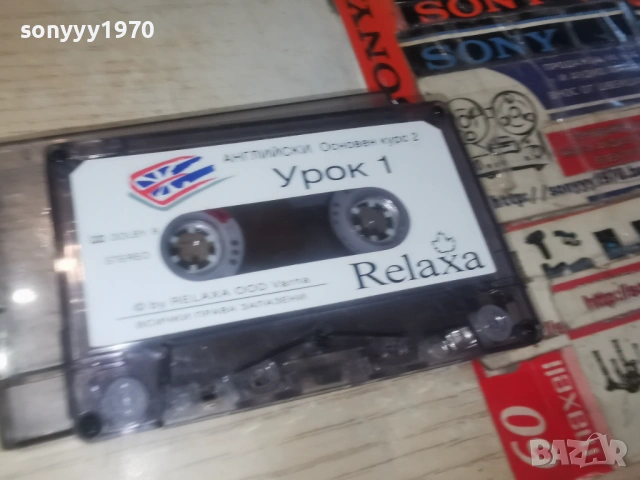 sonyyy1970
SONY
SONY
АНГЛИЙСКИ Основен курс 2
Урок 1
DOLBY B
STEREO
Relaxa
© by RELAXA OOD Varna
ВСИЧКИ ПРАВА ЗАПАЗЕНИ
maxell
60
BAZAR